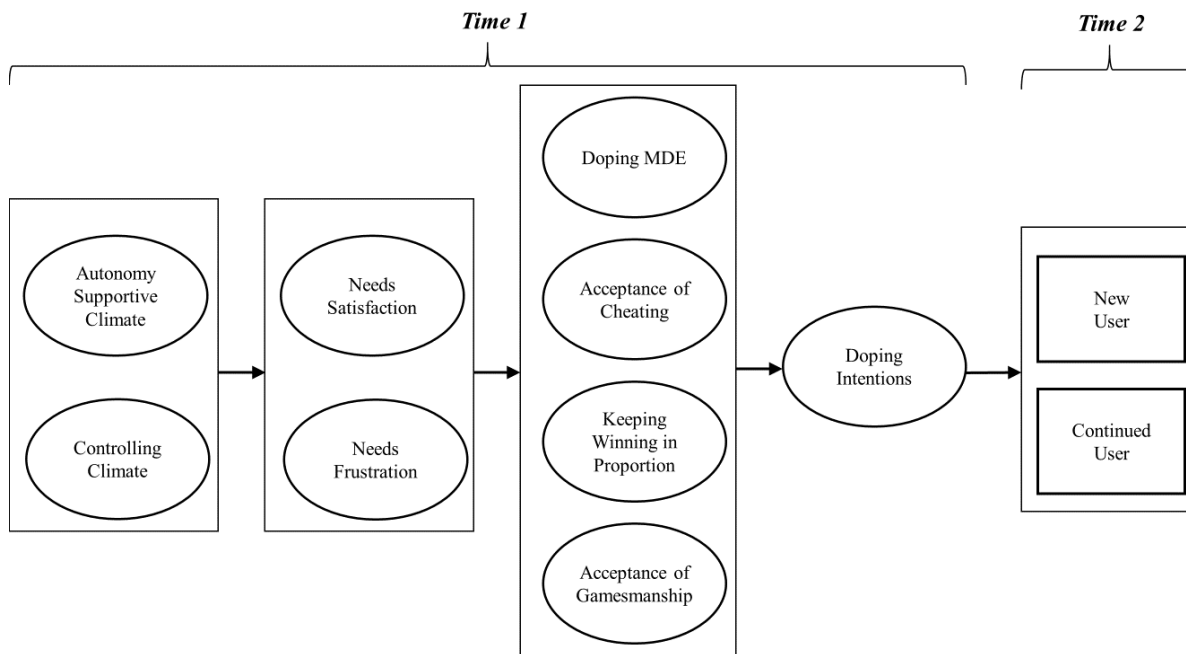 Time 1
Time 2
Autonomy
Supportive
Climate
Controlling
Climate
Needs
Satisfaction
Needs
Frustration
Doping MDE
Acceptance of
Cheating
Keeping
Winning in
Proportion
Acceptance of
Gamesmanship
Doping
Intentions
New
User
Continued
User